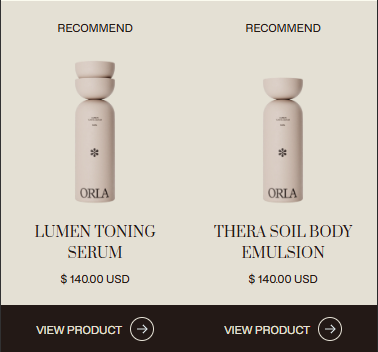 RECOMMEND
ORLA
LUMEN TONING
SERUM
$ 140.00 USD
VIEW PRODUCT
RECOMMEND
ORLA
THERA SOIL BODY
EMULSION
$ 140.00 USD
VIEW PRODUCT